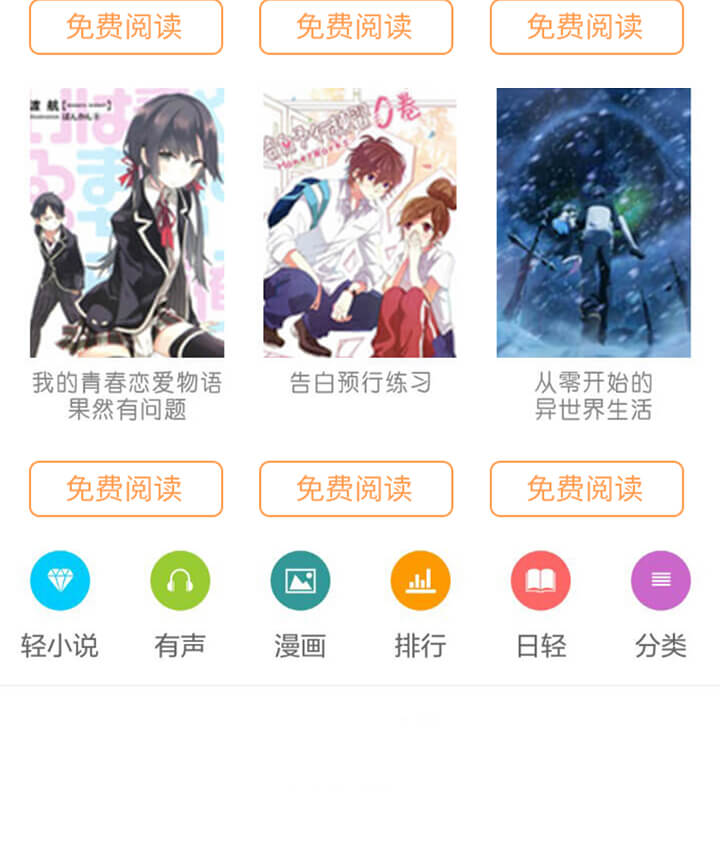 免费阅读
免费阅读
免费阅读
渡 航
0卷
我的青春恋爱物语
果然有问题
告白预行练习
从零开始的
异世界生活
免费阅读
免费阅读
免费阅读
轻小说
有声
漫画
排行
日轻
分类